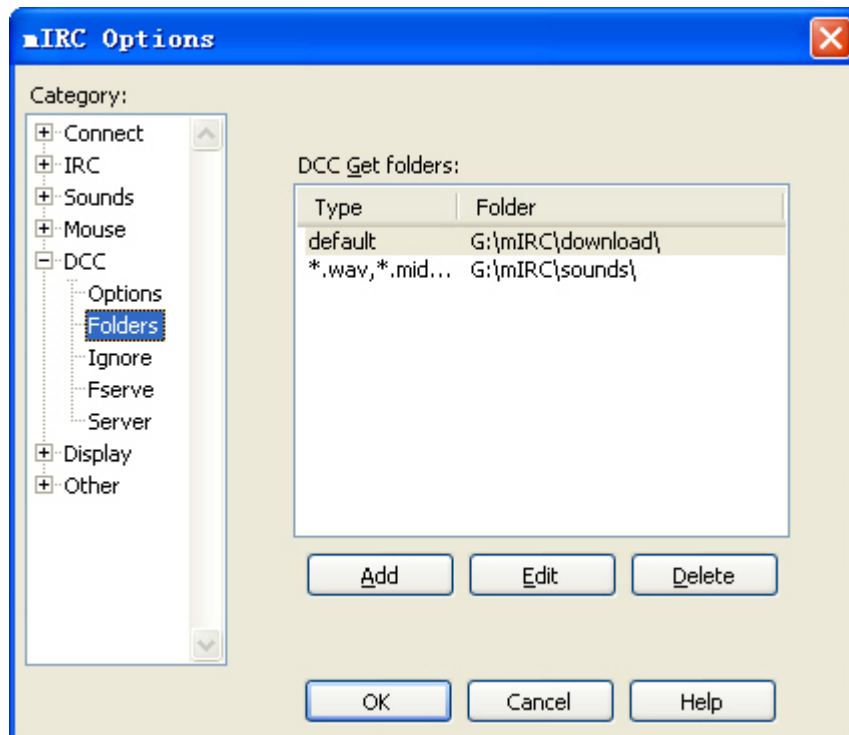 mIRC Options
Category:
Connect
IRC
Sounds
Mouse
DCC
Options
Folders
Ignore
Fserve
Server
Display
Other
DCC Get folders:
Type Folder
default G:\mIRC\download\
*.wav,*.mid... G:\mIRC\sounds\
Add Edit Delete
OK Cancel Help